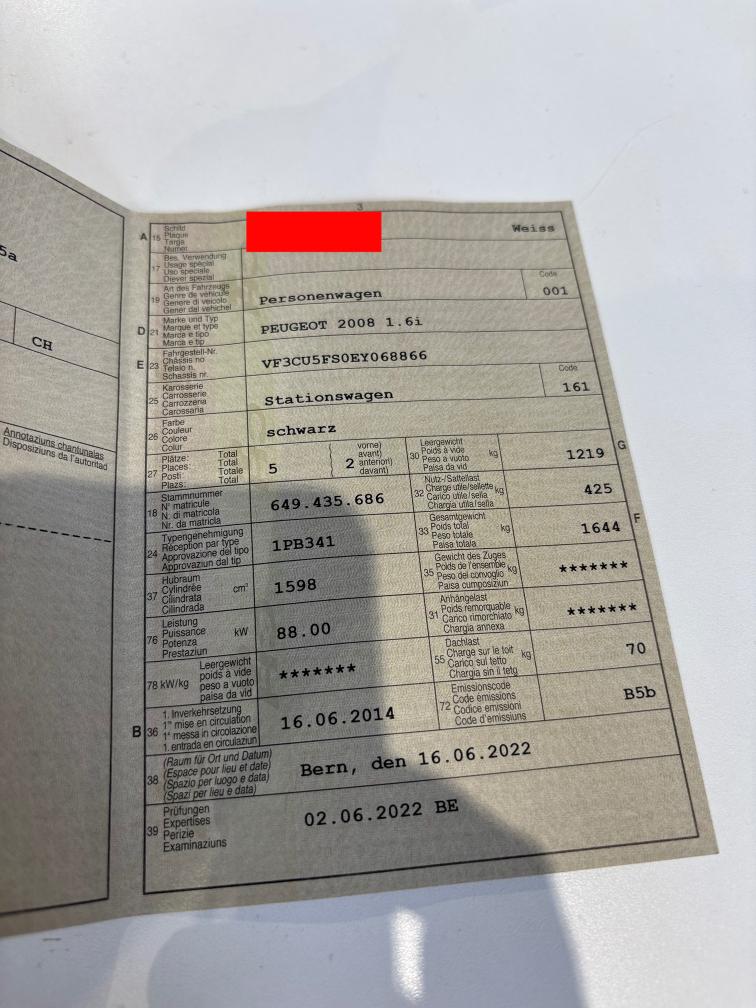 5a
CH
Annotaziuns chantunalas
Disposiziuns da l'autoritad
3
A 15 Schild
Plaque
Targa
Numer
Weiss
17 Bes. Verwendung
Usage spécial
Uso speciale
Diever spezial
19 Art des Fahrzeugs
Genre de véhicule
Genere di veicolo
Gener dal vehichel
Personenwagen
Code
001
D 21 Marke und Typ
Marque et type
Marca e tipo
Marca e tip
PEUGEOT 2008 1.6i
E 23 Fahrgestell-Nr.
Châssis no
Telaio n.
Schassis nr.
VF3CU5FS0EY068866
25 Karosserie
Carrosserie
Carrozzeria
Carossaria
Stationswagen
Code
161
26 Farbe
Couleur
Colore
Colur
schwarz
27 Plätze: Total
Places: Total
Posti: Totale
Plazs: Total
5
2
vorne)
avant)
anteriori)
davant)
30 Leergewicht
Poids à vide
Peso a vuoto
Paisa da vid
kg
1219
G
18 Stammnummer
N° matricule
N. di matricola
Nr. da matricla
649.435.686
32 Nutz-/Sattellast
Charge utile/sellette
Carico utile/sella
Chargia utila/sella
kg
425
24 Typengenehmigung
Réception par type
Approvazione del tipo
Approvaziun dal tip
1PB341
33 Gesamtgewicht
Poids total
Peso totale
Paisa totala
kg
1644
F
37 Hubraum
Cylindrée
Cilindrata
Cilindrada
cm³
1598
35 Gewicht des Zuges
Poids de l'ensemble
Peso del convoglio
Paisa cumposiziun
kg
*******
76 Leistung
Puissance
Potenza
Prestaziun
kW
88.00
31 Anhängelast
Poids remorquable
Carico rimorchiato
Chargia annexa
kg
*******
78 kW/kg
Leergewicht
poids à vide
peso a vuoto
paisa da vid
*******
55 Dachlast
Charge sur le toit
Carico sul tetto
Chargia sin il tetg
kg
70
B 36 1. Inverkehrsetzung
1re mise en circulation
1a messa in circolazione
1. entrada en circulaziun
16.06.2014
72 Emissionscode
Code émissions
Codice emissioni
Code d'emissiuns
B5b
38 (Raum für Ort und Datum)
(Espace pour lieu et date)
(Spazio per luogo e data)
(Spazi per lieu e data)
Bern, den 16.06.2022
39 Prüfungen
Expertises
Perizie
Examinaziuns
02.06.2022 BE